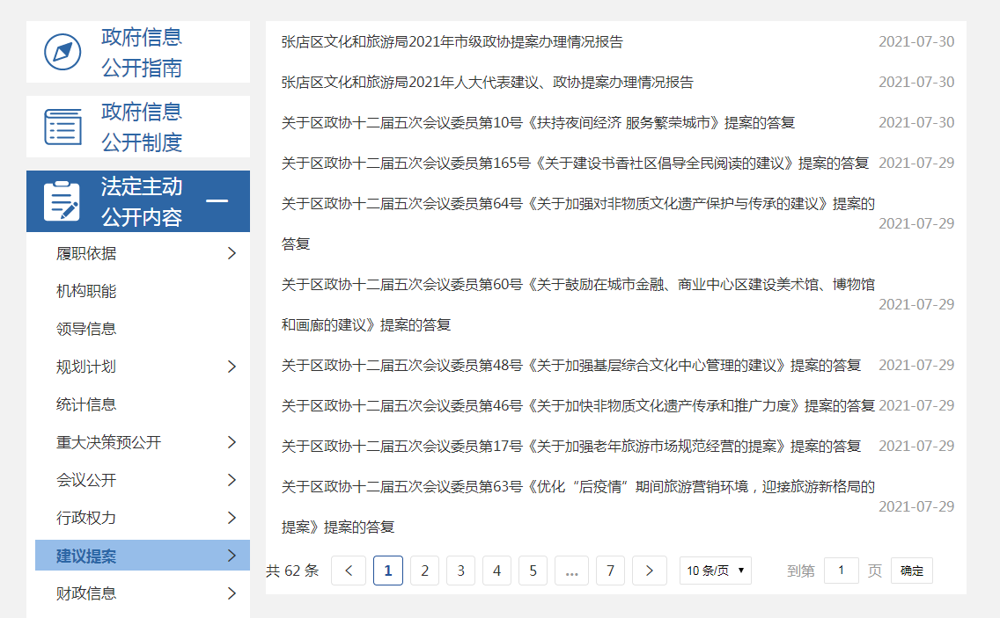 政府信息
公开指南
政府信息
公开制度
法定主动
公开内容
履职依据
机构职能
领导信息
规划计划
统计信息
重大决策预公开
会议公开
行政权力
建议提案
财政信息
张店区文化和旅游局2021年市级政协提案办理情况报告 2021-07-30
张店区文化和旅游局2021年人大代表建议、政协提案办理情况报告 2021-07-30
关于区政协十二届五次会议委员第10号《扶持夜间经济 服务繁荣城市》提案的答复 2021-07-30
关于区政协十二届五次会议委员第165号《关于建设书香社区倡导全民阅读的建议》提案的答复 2021-07-29
关于区政协十二届五次会议委员第64号《关于加强对非物质文化遗产保护与传承的建议》提案的
答复
2021-07-29
关于区政协十二届五次会议委员第60号《关于鼓励在城市金融、商业中心区建设美术馆、博物馆
和画廊的建议》提案的答复
2021-07-29
关于区政协十二届五次会议委员第48号《关于加强基层综合文化中心管理的建议》提案的答复 2021-07-29
关于区政协十二届五次会议委员第46号《关于加快非物质文化遗产传承和推广力度》提案的答复 2021-07-29
关于区政协十二届五次会议委员第17号《关于加强老年旅游市场规范经营的提案》提案的答复 2021-07-29
关于区政协十二届五次会议委员第63号《优化“后疫情”期间旅游营销环境，迎接旅游新格局的
提案》提案的答复
2021-07-29
共 62 条 < 1 2 3 4 5 … 7 > 10 条/页 到第 1 页 确定